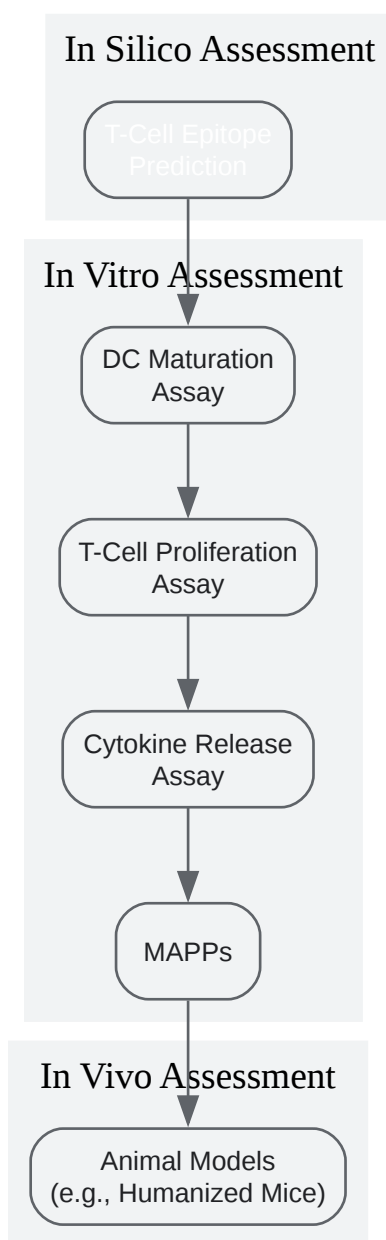 In Silico Assessment
T-Cell Epitope
Prediction
In Vitro Assessment
DC Maturation
Assay
T-Cell Proliferation
Assay
Cytokine Release
Assay
MAPPs
In Vivo Assessment
Animal Models
(e.g., Humanized Mice)